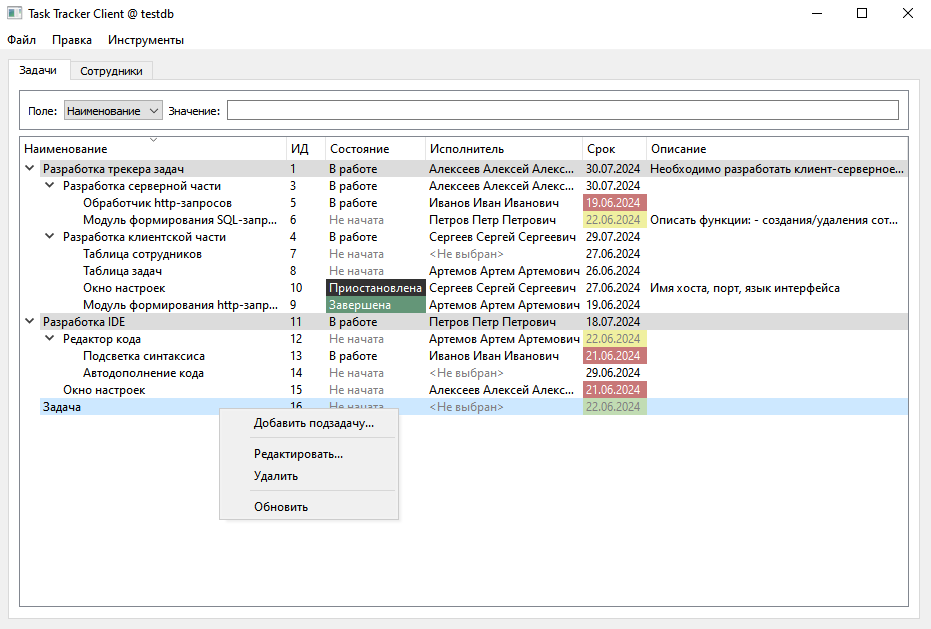 Task Tracker Client @ testdb
Файл Правка Инструменты
Задачи Сотрудники
Поле: Наименование Значение:
Наименование ИД Состояние Исполнитель Срок Описание
Разработка трекера задач 1 В работе Алексеев Алексей Алекс... 30.07.2024 Необходимо разработать клиент-серверное...
Разработка серверной части 3 В работе Алексеев Алексей Алекс... 30.07.2024
Обработчик http-запросов 5 В работе Иванов Иван Иванович 19.06.2024
Модуль формирования SQL-запр... 6 Не начата Петров Петр Петрович 22.06.2024 Описать функции: - создания/удаления сот...
Разработка клиентской части 4 В работе Сергеев Сергей Сергеевич 29.07.2024
Таблица сотрудников 7 Не начата <Не выбран> 27.06.2024
Таблица задач 8 Не начата Артемов Артем Артемович 26.06.2024
Окно настроек 10 Приостановлена Сергеев Сергей Сергеевич 27.06.2024 Имя хоста, порт, язык интерфейса
Модуль формирования http-запр... 9 Завершена Артемов Артем Артемович 19.06.2024
Разработка IDE 11 В работе Петров Петр Петрович 18.07.2024
Редактор кода 12 Не начата Артемов Артем Артемович 22.06.2024
Подсветка синтаксиса 13 В работе Иванов Иван Иванович 21.06.2024
Автодополнение кода 14 Не начата <Не выбран> 29.06.2024
Окно настроек 15 Не начата Алексеев Алексей Алекс... 21.06.2024
Задача 16 Не начата <Не выбран> 22.06.2024
Добавить подзадачу...
Редактировать...
Удалить
Обновить